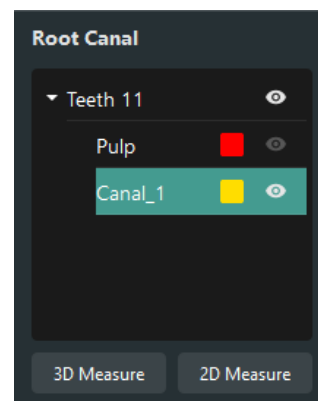 Root Canal
Teeth 11
Pulp
Canal_1
3D Measure
2D Measure